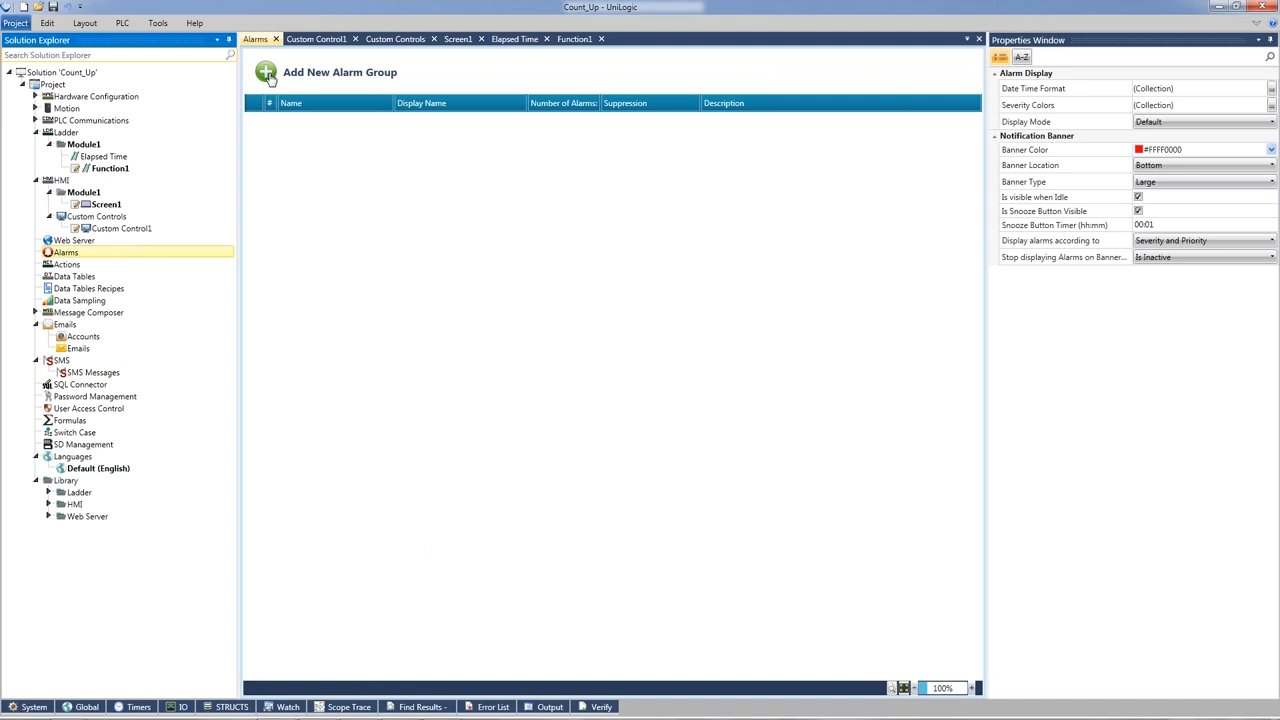 Count_Up - UniLogic
Project Edit Layout PLC Tools Help
Solution Explorer
Search Solution Explorer
Solution 'Count_Up'
Project
Hardware Configuration
Motion
PLC Communications
Ladder
Module1
Elapsed Time
Function1
HMI
Module1
Screen1
Custom Controls
Custom Control1
Web Server
Alarms
Actions
Data Tables
Data Tables Recipes
Data Sampling
Message Composer
Emails
Accounts
Emails
SMS
SMS Messages
SQL Connector
Password Management
User Access Control
Formulas
Switch Case
SD Management
Languages
Default (English)
Library
Ladder
HMI
Web Server
Alarms Custom Control1 Custom Controls Screen1 Elapsed Time Function1
Add New Alarm Group
# Name Display Name Number of Alarms: Suppression Description
100%
Properties Window
A-Z
Alarm Display
Date Time Format (Collection)
Severity Colors (Collection)
Display Mode Default
Notification Banner
Banner Color #FFFF0000
Banner Location Bottom
Banner Type Large
Is visible when Idle
Is Snooze Button Visible
Snooze Button Timer (hh:mm) 00:01
Display alarms according to Severity and Priority
Stop displaying Alarms on Banner... Is Inactive
System Global Timers IO STRUCTS Watch Scope Trace Find Results - Error List Output Verify